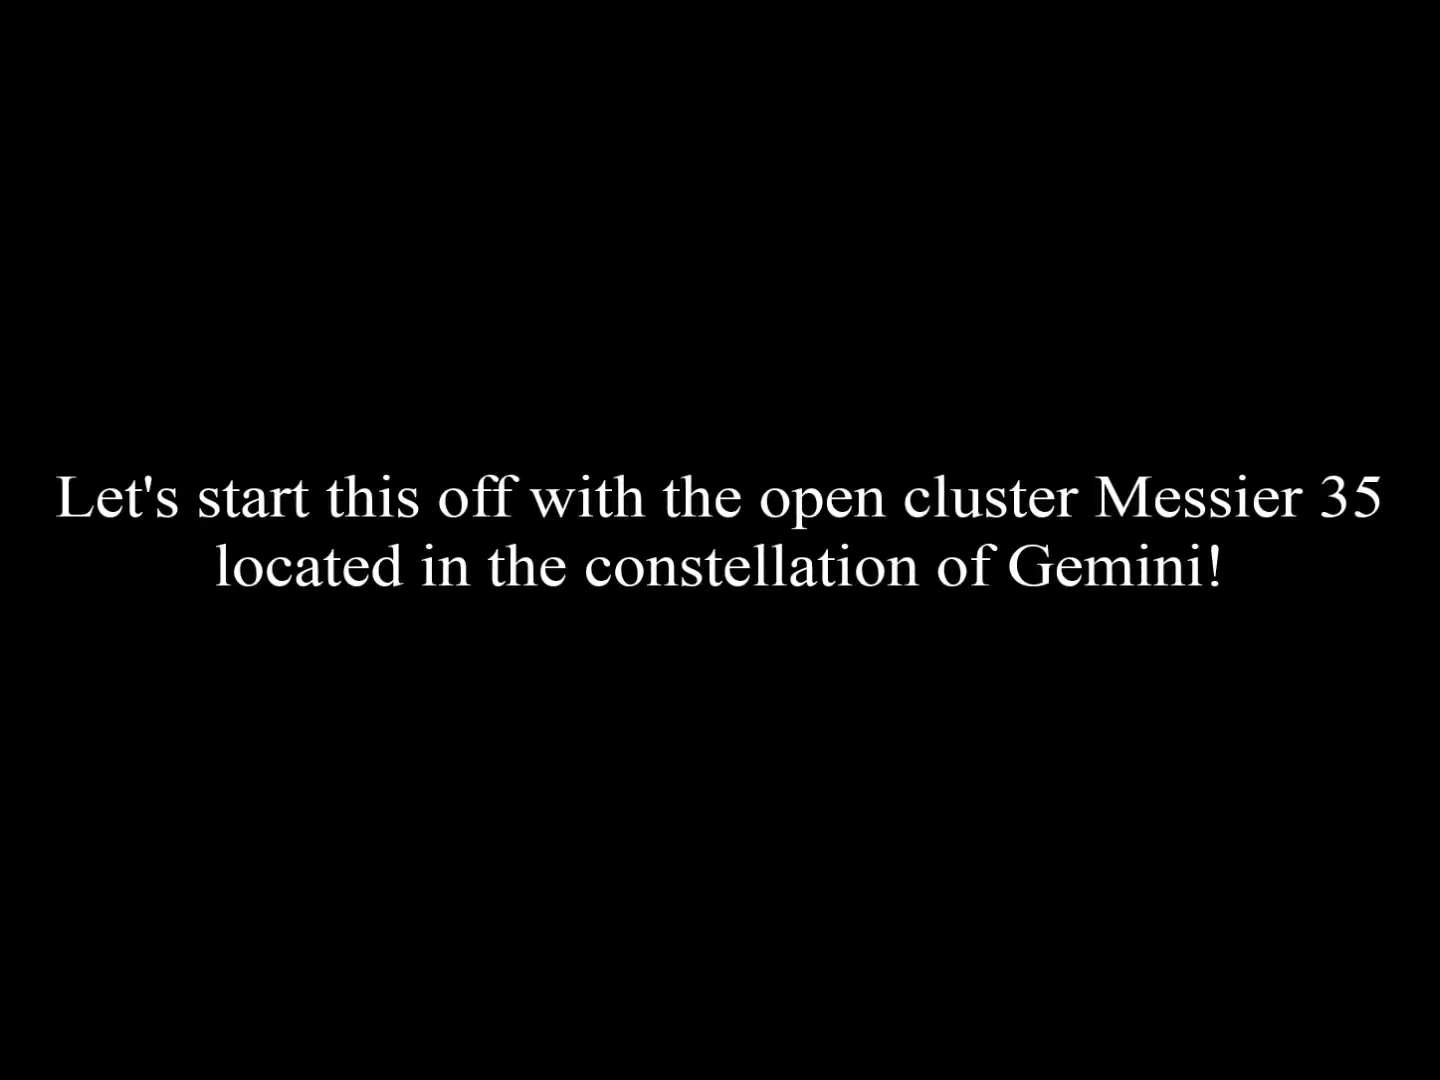 Let's start this off with the open cluster Messier 35
located in the constellation of Gemini!